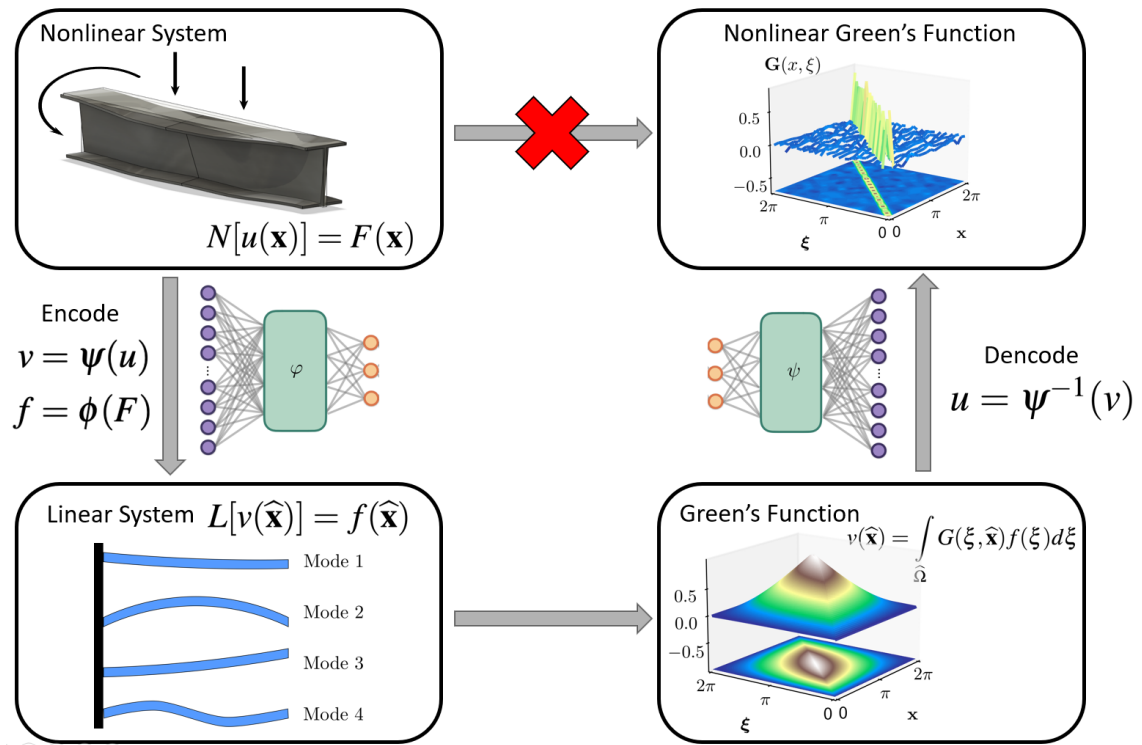 Nonlinear System
N[u(𝐱)] = F(𝐱)
Nonlinear Green's Function
𝐆(x, ξ)
0.5
0.0
−0.5
2π
π
0
ξ
0
π
2π
𝐱
Encode
v = ψ(u)
f = ϕ(F)
φ
ψ
Dencode
u = ψ⁻¹(v)
Linear System L[v(𝐱̂)] = f(𝐱̂)
Mode 1
Mode 2
Mode 3
Mode 4
Green's Function
v(𝐱̂) = ∫ G(ξ, 𝐱̂) f(ξ) dξ
Ω̂
0.5
0.0
−0.5
2π
π
0
ξ
0
π
2π
𝐱